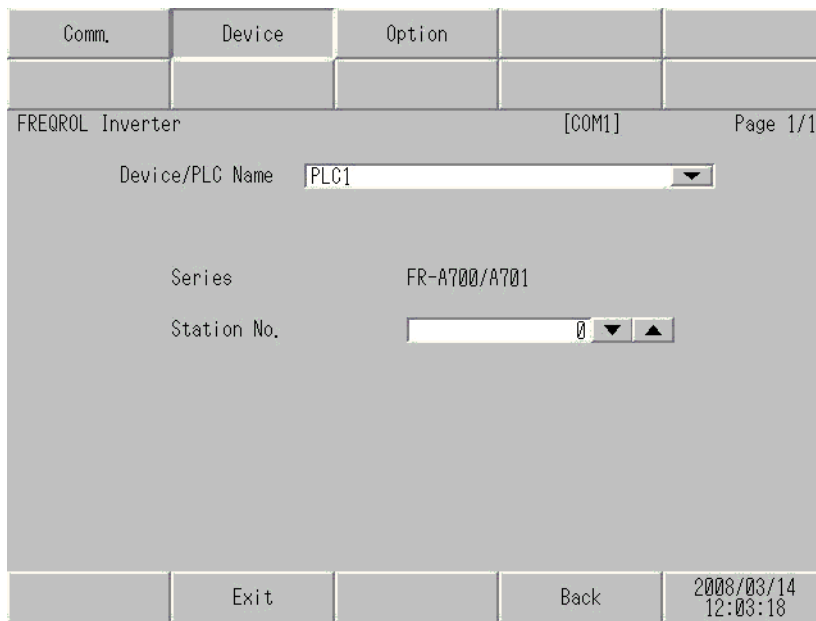 Comm. Device Option
FREQROL Inverter [COM1] Page 1/1
Device/PLC Name PLC1
Series FR-A700/A701
Station No. 0
Exit Back 2008/03/14
12:03:18